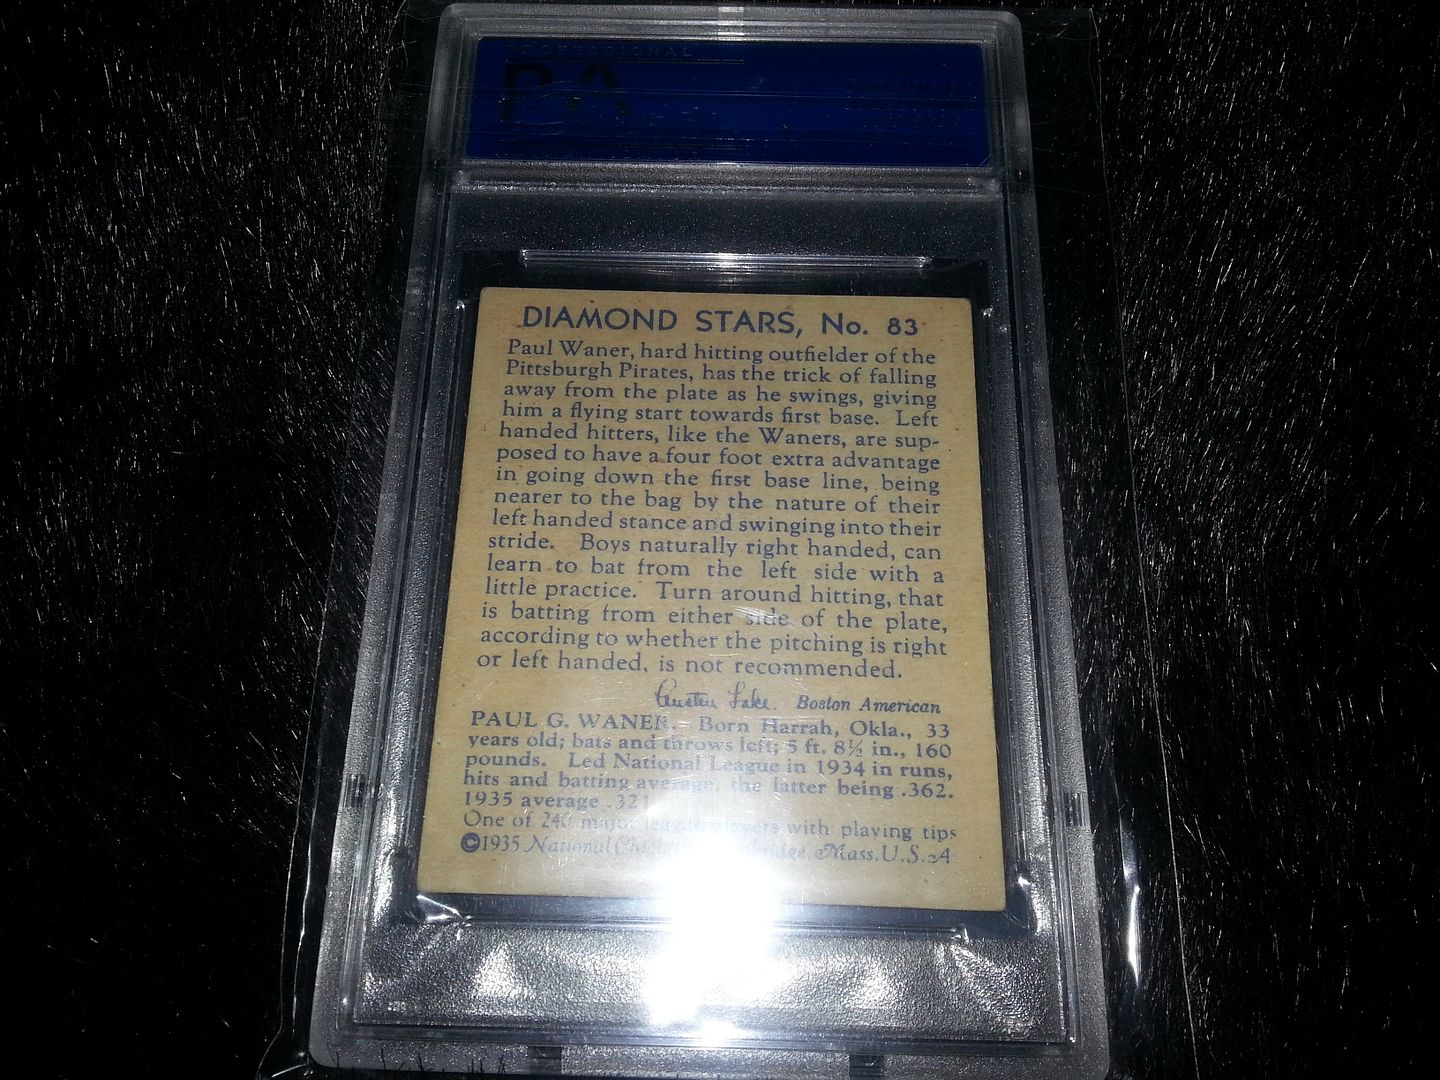 PROFESSIONAL
DIAMOND STARS, No. 83
Paul Waner, hard hitting outfielder of the
Pittsburgh Pirates, has the trick of falling
away from the plate as he swings, giving
him a flying start towards first base. Left
handed hitters, like the Waners, are sup-
posed to have a four foot extra advantage
in going down the first base line, being
nearer to the bag by the nature of their
left handed stance and swinging into their
stride. Boys naturally right handed, can
learn to bat from the left side with a
little practice. Turn around hitting, that
is batting from either side of the plate,
according to whether the pitching is right
or left handed, is not recommended.
Austen Lake. Boston American
PAUL G. WANER,- Born Harrah, Okla., 33
years old; bats and throws left; 5 ft. 8½ in., 160
pounds. Led National League in 1934 in runs,
hits and batting average, the latter being .362.
1935 average .321
One of 240 major league players with playing tips
©1935 National Mass. U.S.A